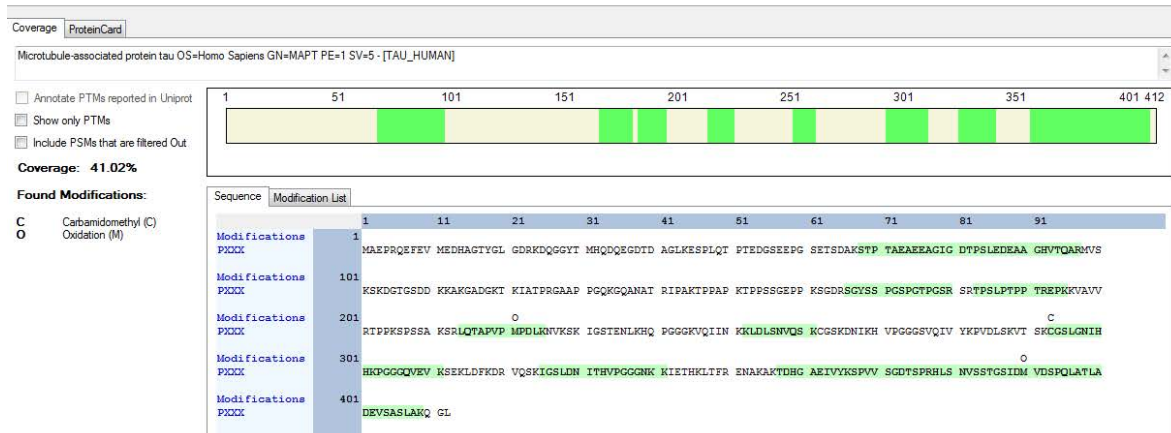 Coverage ProteinCard
Microtubule-associated protein tau OS=Homo Sapiens GN=MAPT PE=1 SV=5 - [TAU_HUMAN]
Annotate PTMs reported in Uniprot
Show only PTMs
Include PSMs that are filtered Out
Coverage: 41.02%
Found Modifications:
C Carbamidomethyl (C)
O Oxidation (M)
1 51 101 151 201 251 301 351 401 412
Sequence Modification List
1 11 21 31 41 51 61 71 81 91
Modifications 1
PXXX MAEPRQEFEV MEDHAGTYGL GDRKDQGGYT MHQDQEGDTD AGLKESPLQT PTEDGSEEPG SETSDAKSTP TAEAEEAGIG DTPSLEDEAA GHVTQARMVS
Modifications 101
PXXX KSKDGTGSDD KKAKGADGKT KIATPRGAAP PGQKGQANAT RIPAKTPPAP KTPPSSGEPP KSGDRSGYSS PGSPGTPGSR SRTPSLPTPP TREPKKVAVV
Modifications 201 O C
PXXX RTPPKSPSSA KSRLQTAPVP MPDLKNVKSK IGSTENLKHQ PGGGKVQIIN KKLDLSNVQS KCGSKDNIKH VPGGGSVQIV YKPVDLSKVT SKCGSLGNIH
Modifications 301 O
PXXX HKPGGGQVEV KSEKLDFKDR VQSKIGSLDN ITHVPGGGNK KIETHKLTFR ENAKAKTDHG AEIVYKSPVV SGDTSPRHLS NVSSTGSIDM VDSPQLATLA
Modifications 401
PXXX DEVSASLAKQ GL